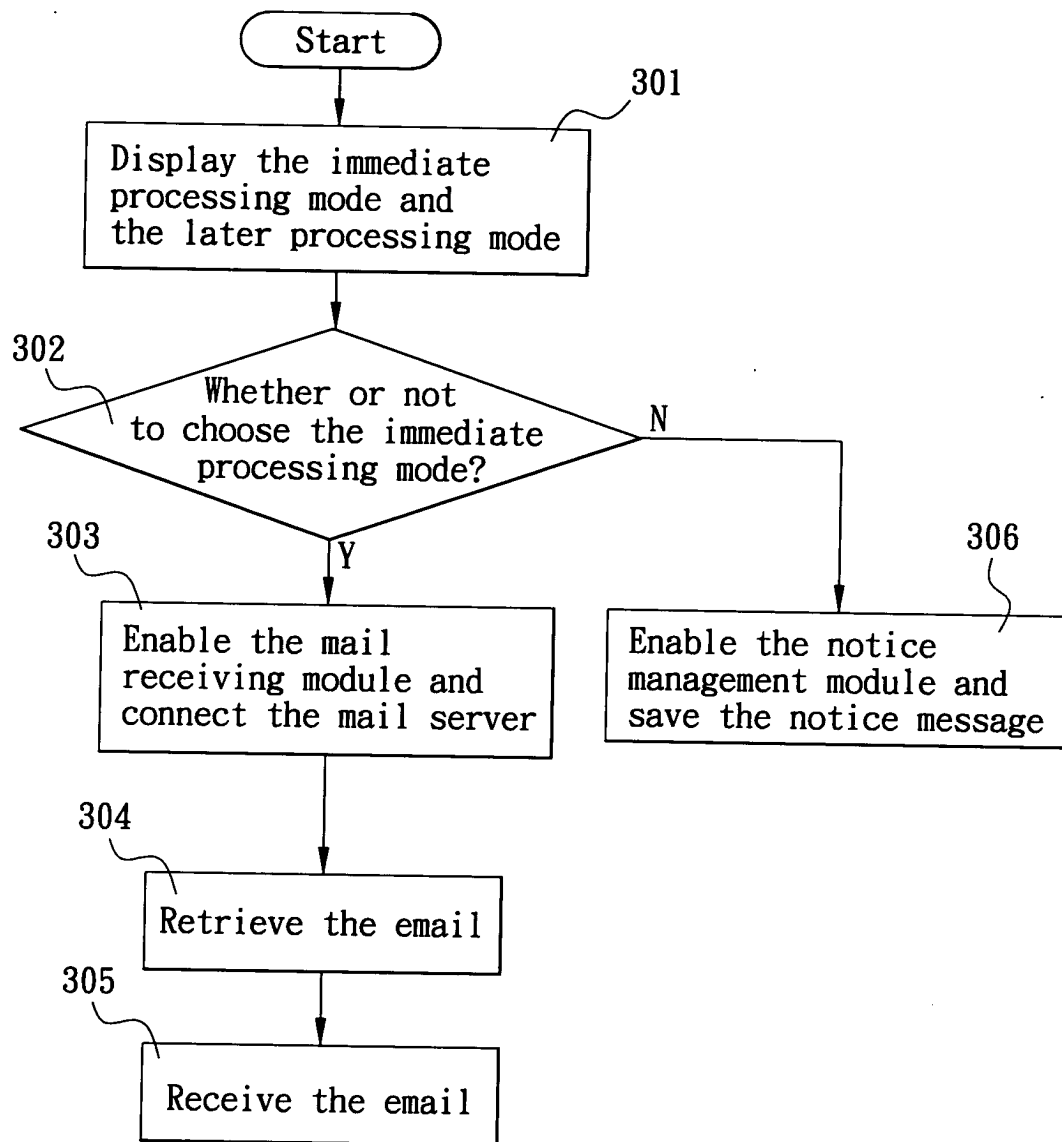 Start
301
Display the immediate
processing mode and
the later processing mode
302
Whether or not
to choose the immediate
processing mode?
N
Y
303
Enable the mail
receiving module and
connect the mail server
306
Enable the notice
management module and
save the notice message
304
Retrieve the email
305
Receive the email